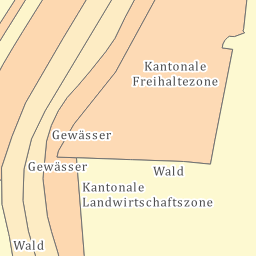 Kantonale
Freihaltezone
Gewässer
Gewässer
Wald
Kantonale
Landwirtschaftszone
Wald